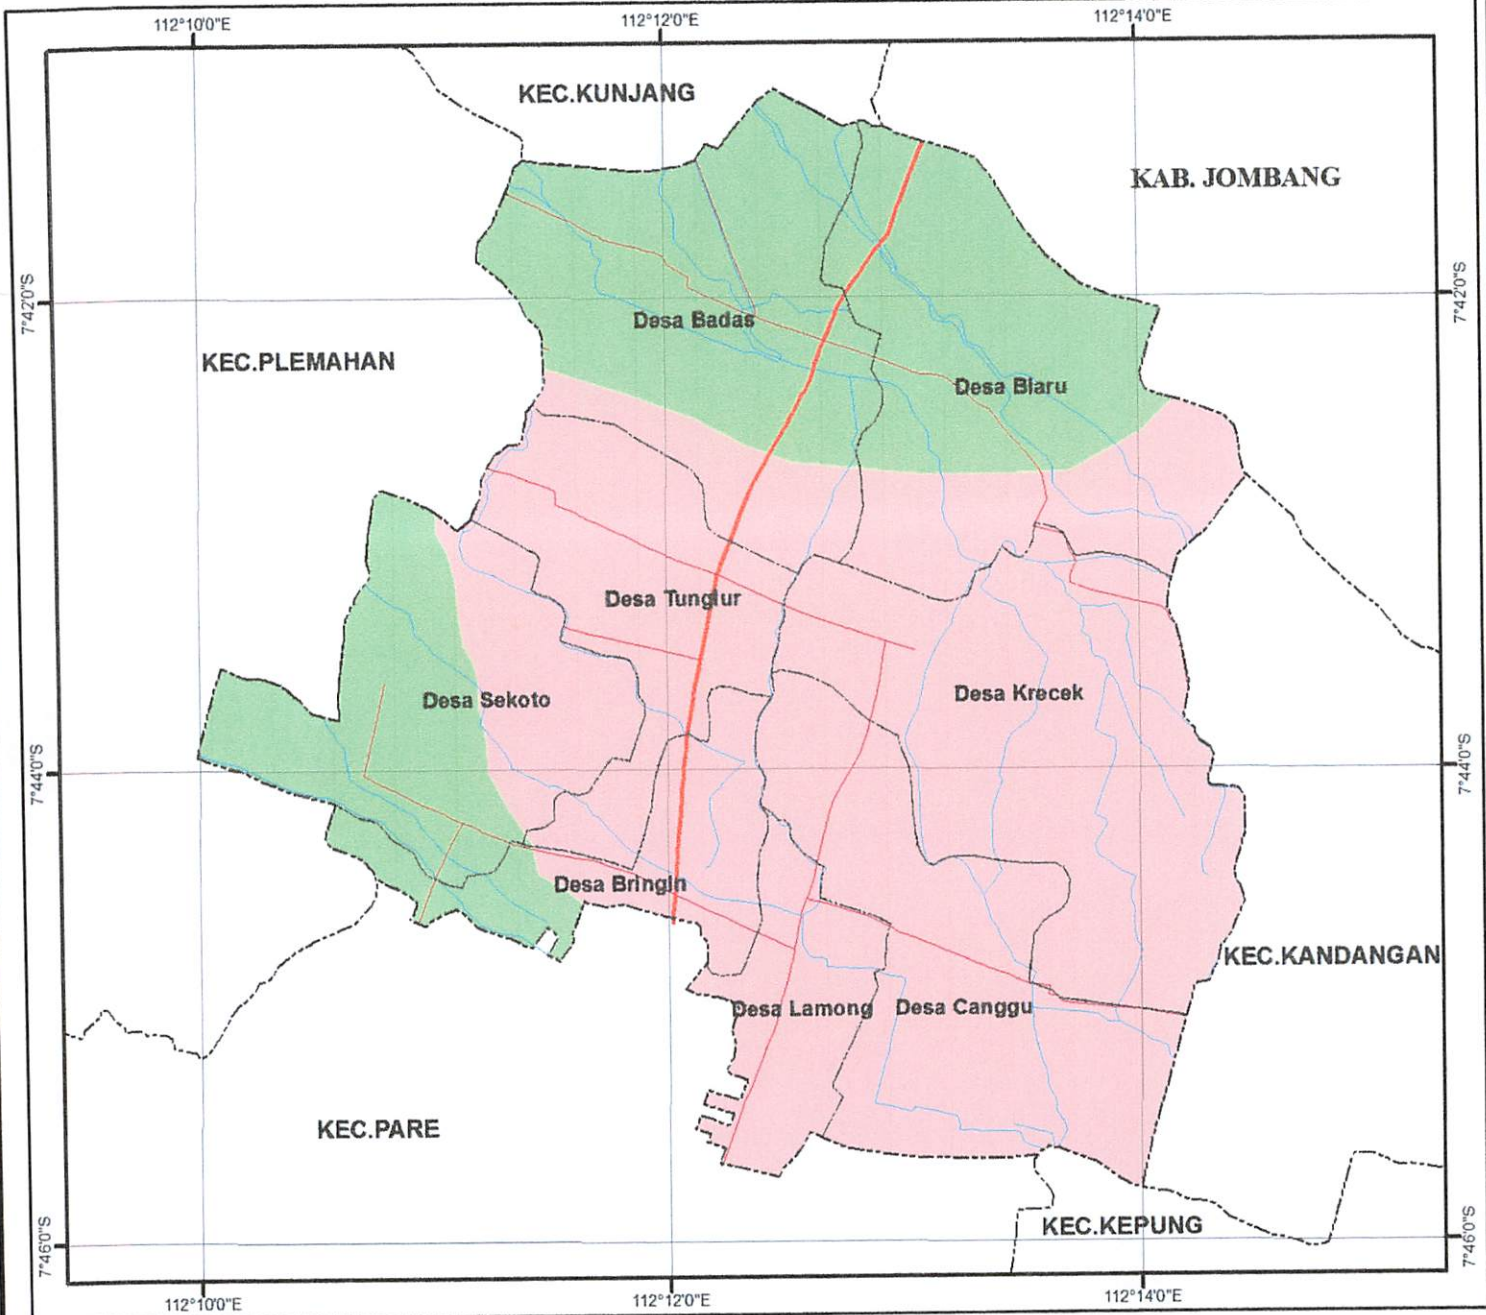 112°10'0"E
112°12'0"E
112°14'0"E
KEC.KUNJANG
KAB. JOMBANG
7°42'0"S
7°42'0"S
Desa Badas
KEC.PLEMAHAN
Desa Blaru
Desa Tunglur
Desa Sekoto
Desa Krecek
7°44'0"S
7°44'0"S
Desa Bringin
KEC.KANDANGAN
Desa Lamong
Desa Canggu
KEC.PARE
KEC.KEPUNG
7°46'0"S
7°46'0"S
112°10'0"E
112°12'0"E
112°14'0"E